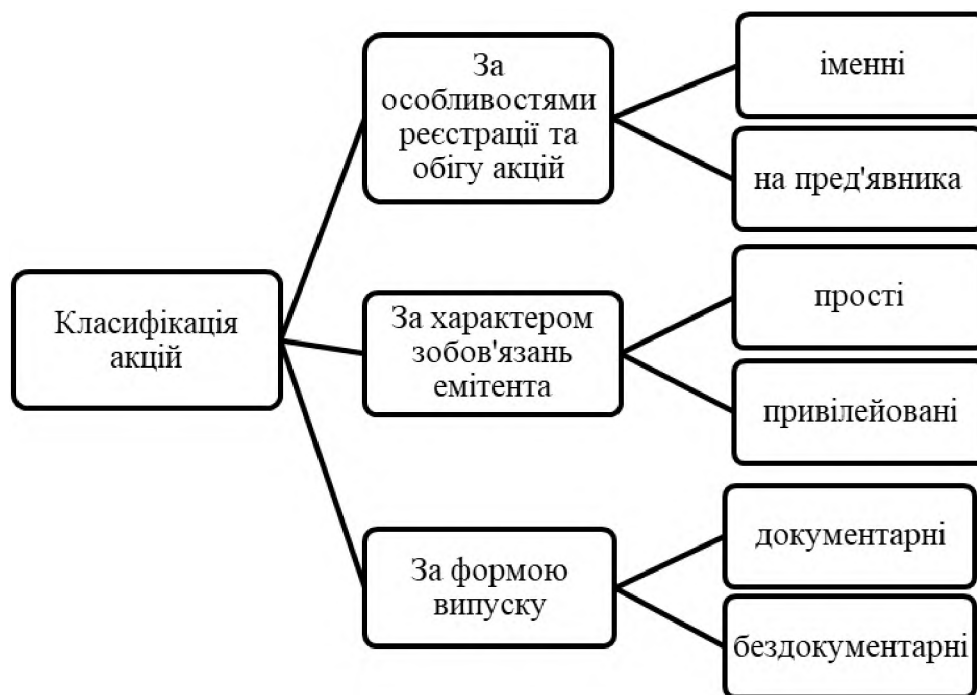 Класифікація
акцій
За
особливостями
реєстрації та
обігу акцій
іменні
на пред'явника
За характером
зобов'язань
емітента
прості
привілейовані
За формою
випуску
документарні
бездокументарні